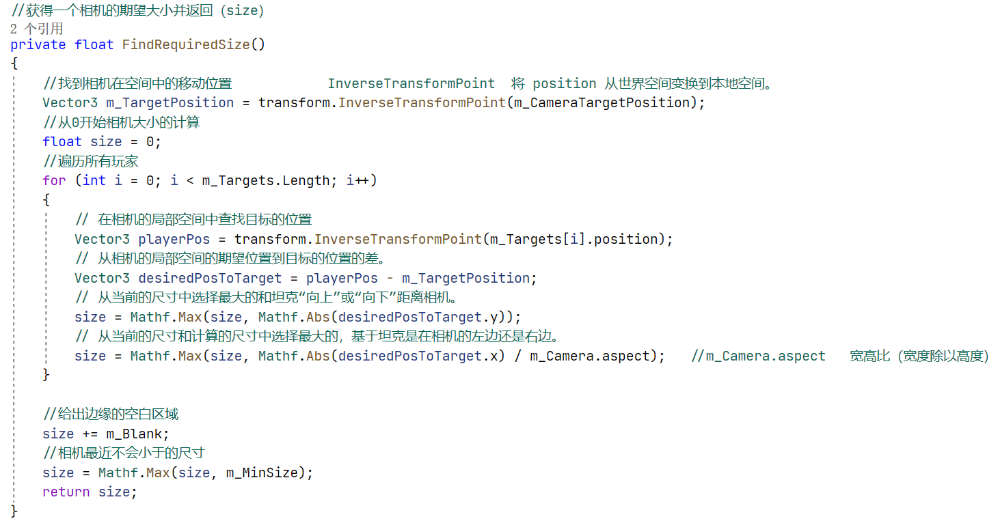 //获得一个相机的期望大小并返回（size）
2 个引用
private float FindRequiredSize()
{
//找到相机在空间中的移动位置 InverseTransformPoint 将 position 从世界空间变换到本地空间。
Vector3 m_TargetPosition = transform.InverseTransformPoint(m_CameraTargetPosition);
//从0开始相机大小的计算
float size = 0;
//遍历所有玩家
for (int i = 0; i < m_Targets.Length; i++)
{
// 在相机的局部空间中查找目标的位置
Vector3 playerPos = transform.InverseTransformPoint(m_Targets[i].position);
// 从相机的局部空间的期望位置到目标的位置的差。
Vector3 desiredPosToTarget = playerPos - m_TargetPosition;
// 从当前的尺寸中选择最大的和坦克“向上”或“向下”距离相机。
size = Mathf.Max(size, Mathf.Abs(desiredPosToTarget.y));
// 从当前的尺寸和计算的尺寸中选择最大的，基于坦克是在相机的左边还是右边。
size = Mathf.Max(size, Mathf.Abs(desiredPosToTarget.x) / m_Camera.aspect); //m_Camera.aspect 宽高比（宽度除以高度）
}
//给出边缘的空白区域
size += m_Blank;
//相机最近不会小于的尺寸
size = Mathf.Max(size, m_MinSize);
return size;
}